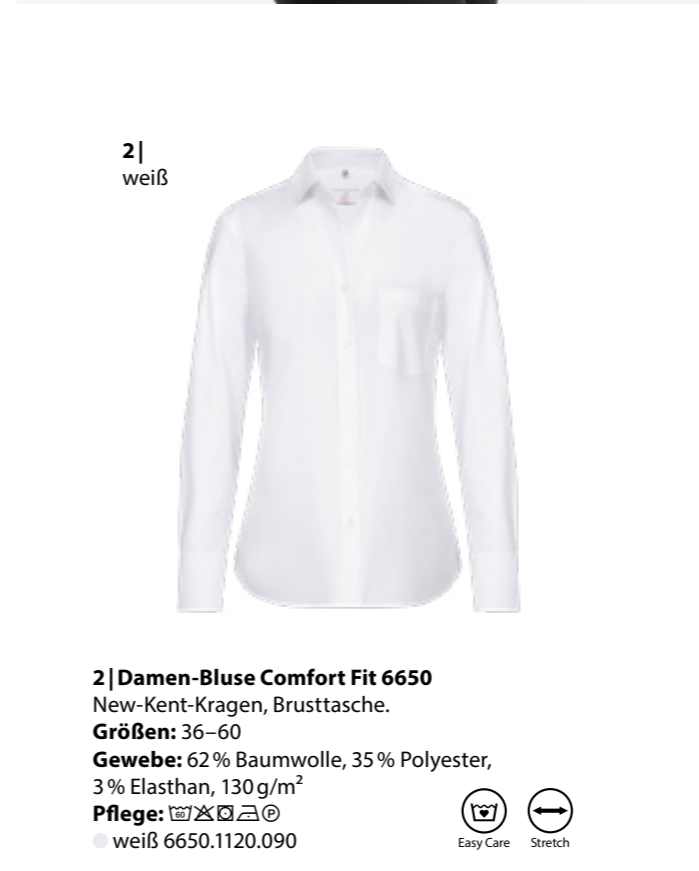 2|
weiß
2|Damen-Bluse Comfort Fit 6650
New-Kent-Kragen, Brusttasche.
Größen: 36–60
Gewebe: 62% Baumwolle, 35% Polyester,
3% Elasthan, 130g/m²
Pflege: 60 P
weiß 6650.1120.090
Easy Care
Stretch